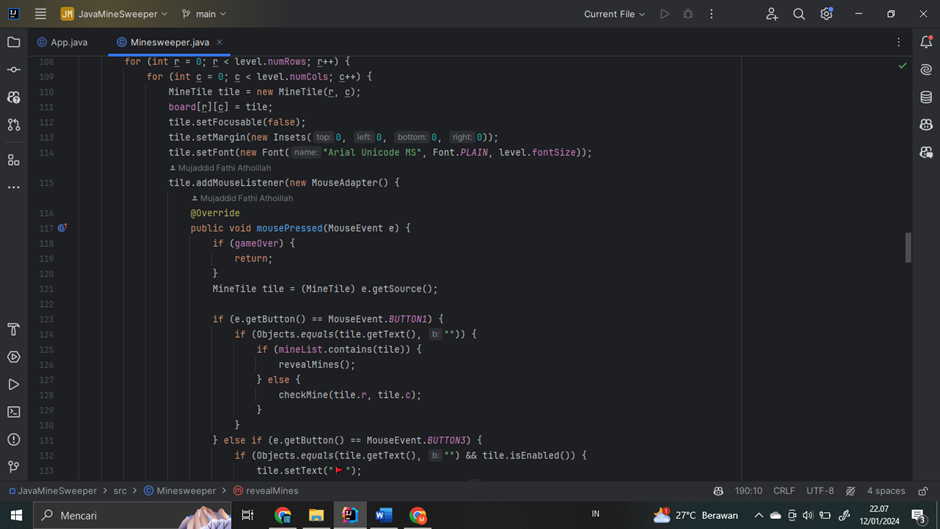 JM JavaMineSweeper main Current File
App.java Minesweeper.java
108 for (int r = 0; r < level.numRows; r++) {
109 for (int c = 0; c < level.numCols; c++) {
110 MineTile tile = new MineTile(r, c);
111 board[r][c] = tile;
112 tile.setFocusable(false);
113 tile.setMargin(new Insets( top: 0, left: 0, bottom: 0, right: 0));
114 tile.setFont(new Font( name: "Arial Unicode MS", Font.PLAIN, level.fontSize));
Mujaddid Fathi Athoillah
115 tile.addMouseListener(new MouseAdapter() {
Mujaddid Fathi Athoillah
116 @Override
117 public void mousePressed(MouseEvent e) {
118 if (gameOver) {
119 return;
120 }
121 MineTile tile = (MineTile) e.getSource();
122
123 if (e.getButton() == MouseEvent.BUTTON1) {
124 if (Objects.equals(tile.getText(), b: "")) {
125 if (mineList.contains(tile)) {
126 revealMines();
127 } else {
128 checkMine(tile.r, tile.c);
129 }
130 }
131 } else if (e.getButton() == MouseEvent.BUTTON3) {
132 if (Objects.equals(tile.getText(), b: "") && tile.isEnabled()) {
133 tile.setText("🚩");
JavaMineSweeper > src > Minesweeper > revealMines 190:10 CRLF UTF-8 4 spaces
Mencari IN 27°C Berawan 22.07
12/01/2024 3